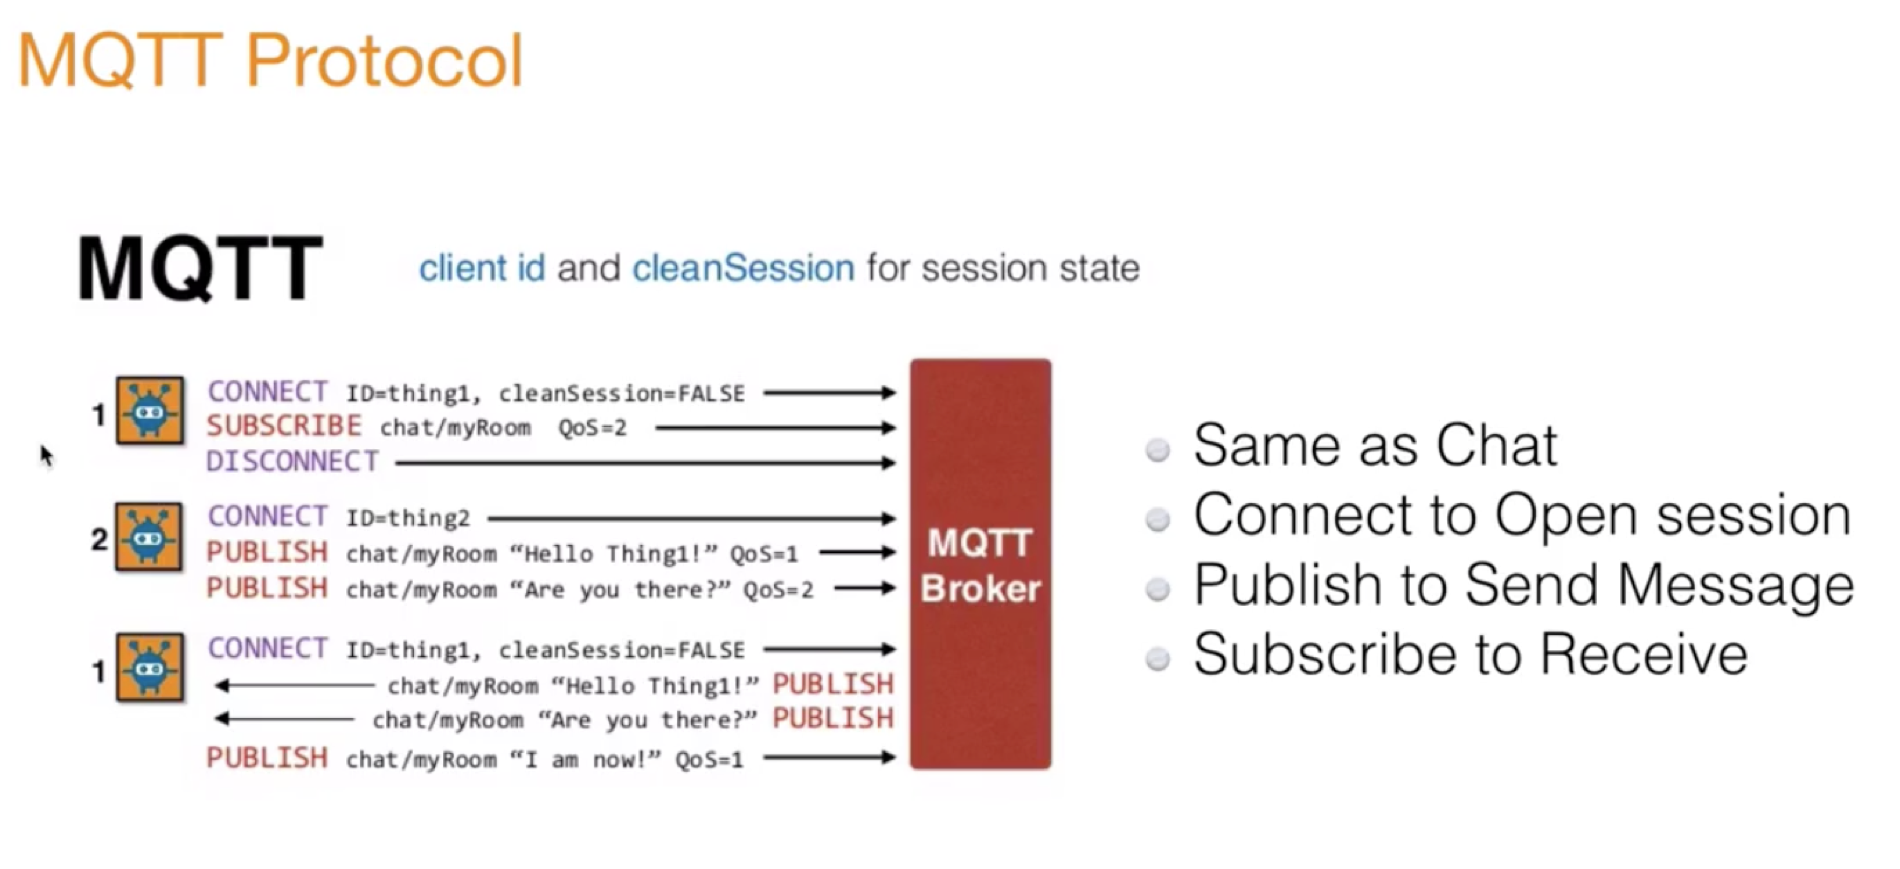 MQTT Protocol
MQTT
client id and cleanSession for session state
1
CONNECT ID=thing1, cleanSession=FALSE
SUBSCRIBE chat/myRoom QoS=2
DISCONNECT
2
CONNECT ID=thing2
PUBLISH chat/myRoom “Hello Thing1!” QoS=1
PUBLISH chat/myRoom “Are you there?” QoS=2
1
CONNECT ID=thing1, cleanSession=FALSE
chat/myRoom “Hello Thing1!” PUBLISH
chat/myRoom “Are you there?” PUBLISH
PUBLISH chat/myRoom “I am now!” QoS=1
MQTT
Broker
Same as Chat
Connect to Open session
Publish to Send Message
Subscribe to Receive